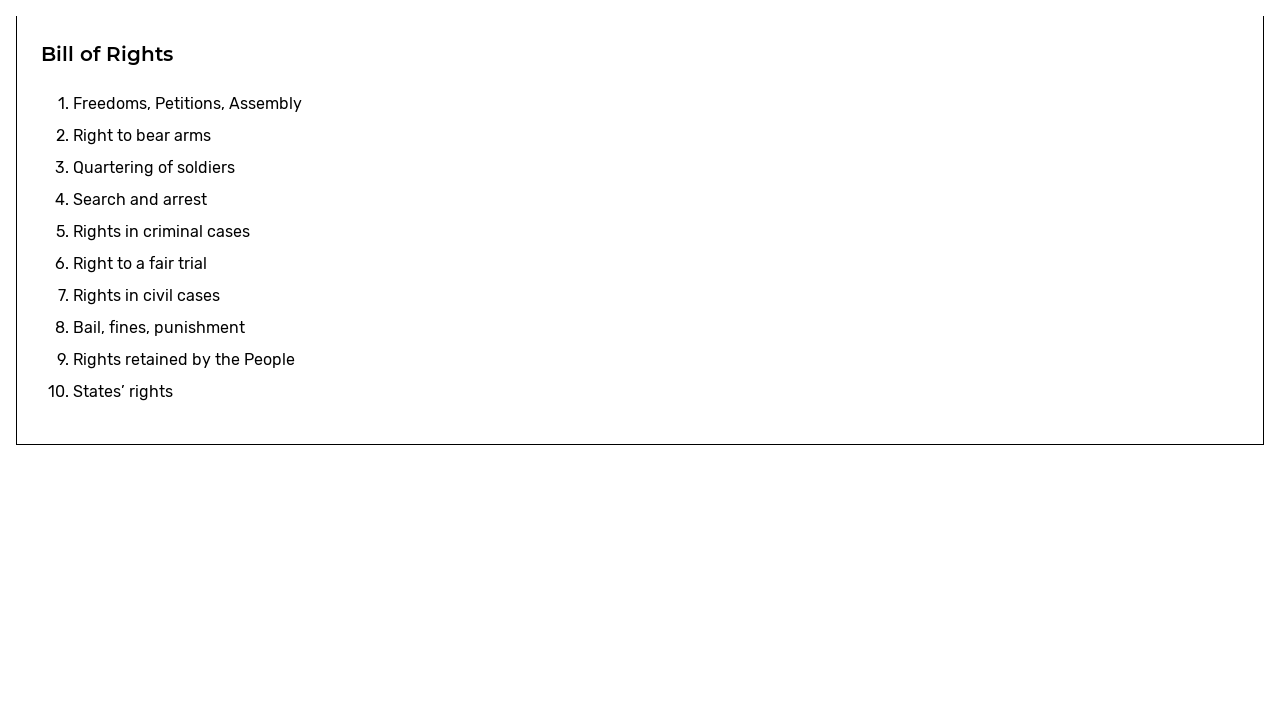 Bill of Rights
1. Freedoms, Petitions, Assembly
2. Right to bear arms
3. Quartering of soldiers
4. Search and arrest
5. Rights in criminal cases
6. Right to a fair trial
7. Rights in civil cases
8. Bail, fines, punishment
9. Rights retained by the People
10. States’ rights